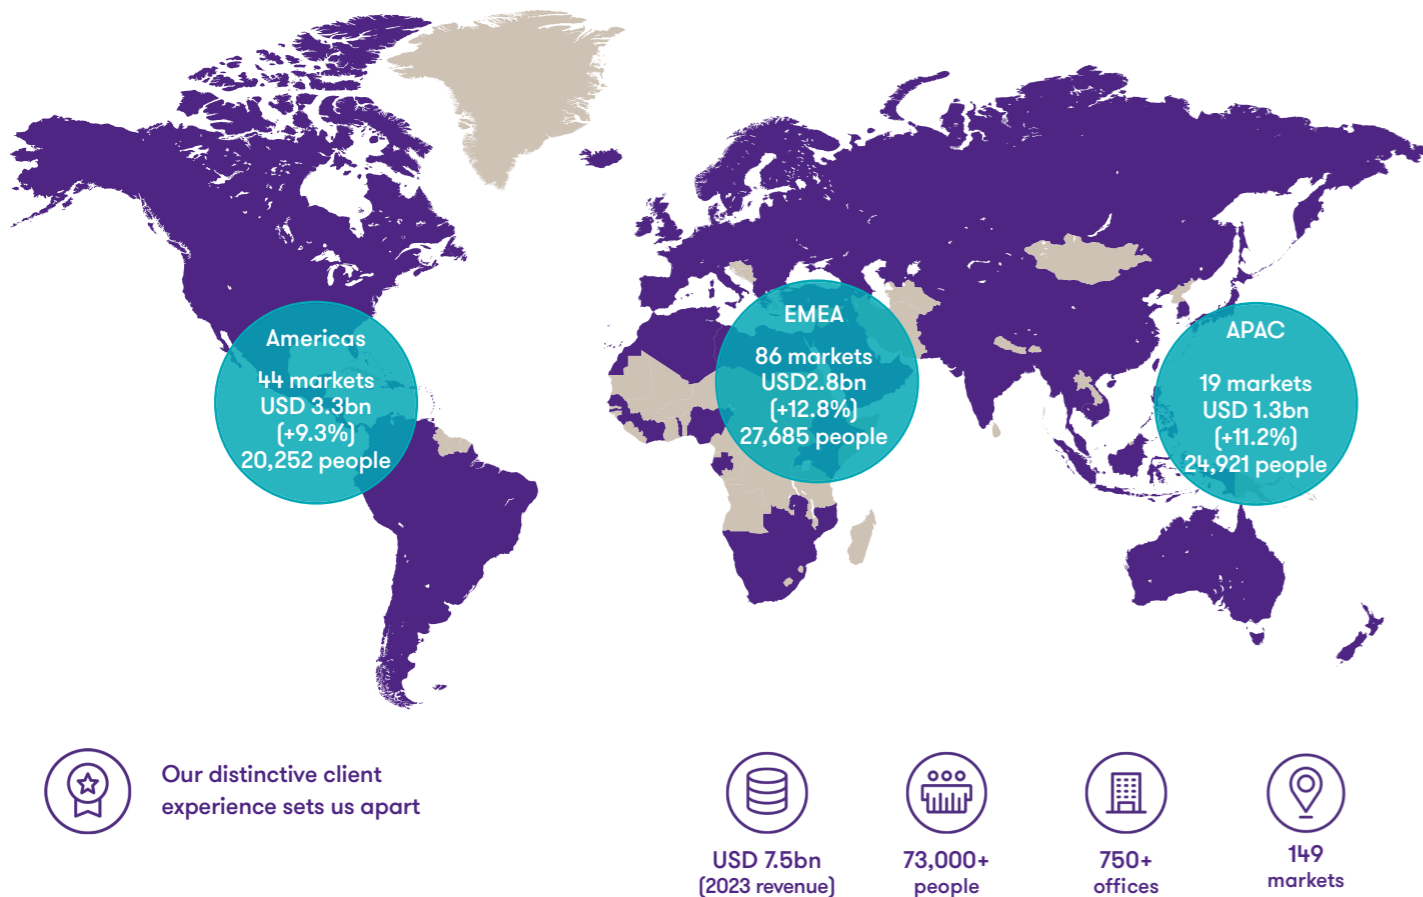 Americas
44 markets
USD 3.3bn
(+9.3%)
20,252 people
EMEA
86 markets
USD2.8bn
(+12.8%)
27,685 people
APAC
19 markets
USD 1.3bn
(+11.2%)
24,921 people
Our distinctive client
experience sets us apart
USD 7.5bn
(2023 revenue)
73,000+
people
750+
offices
149
markets